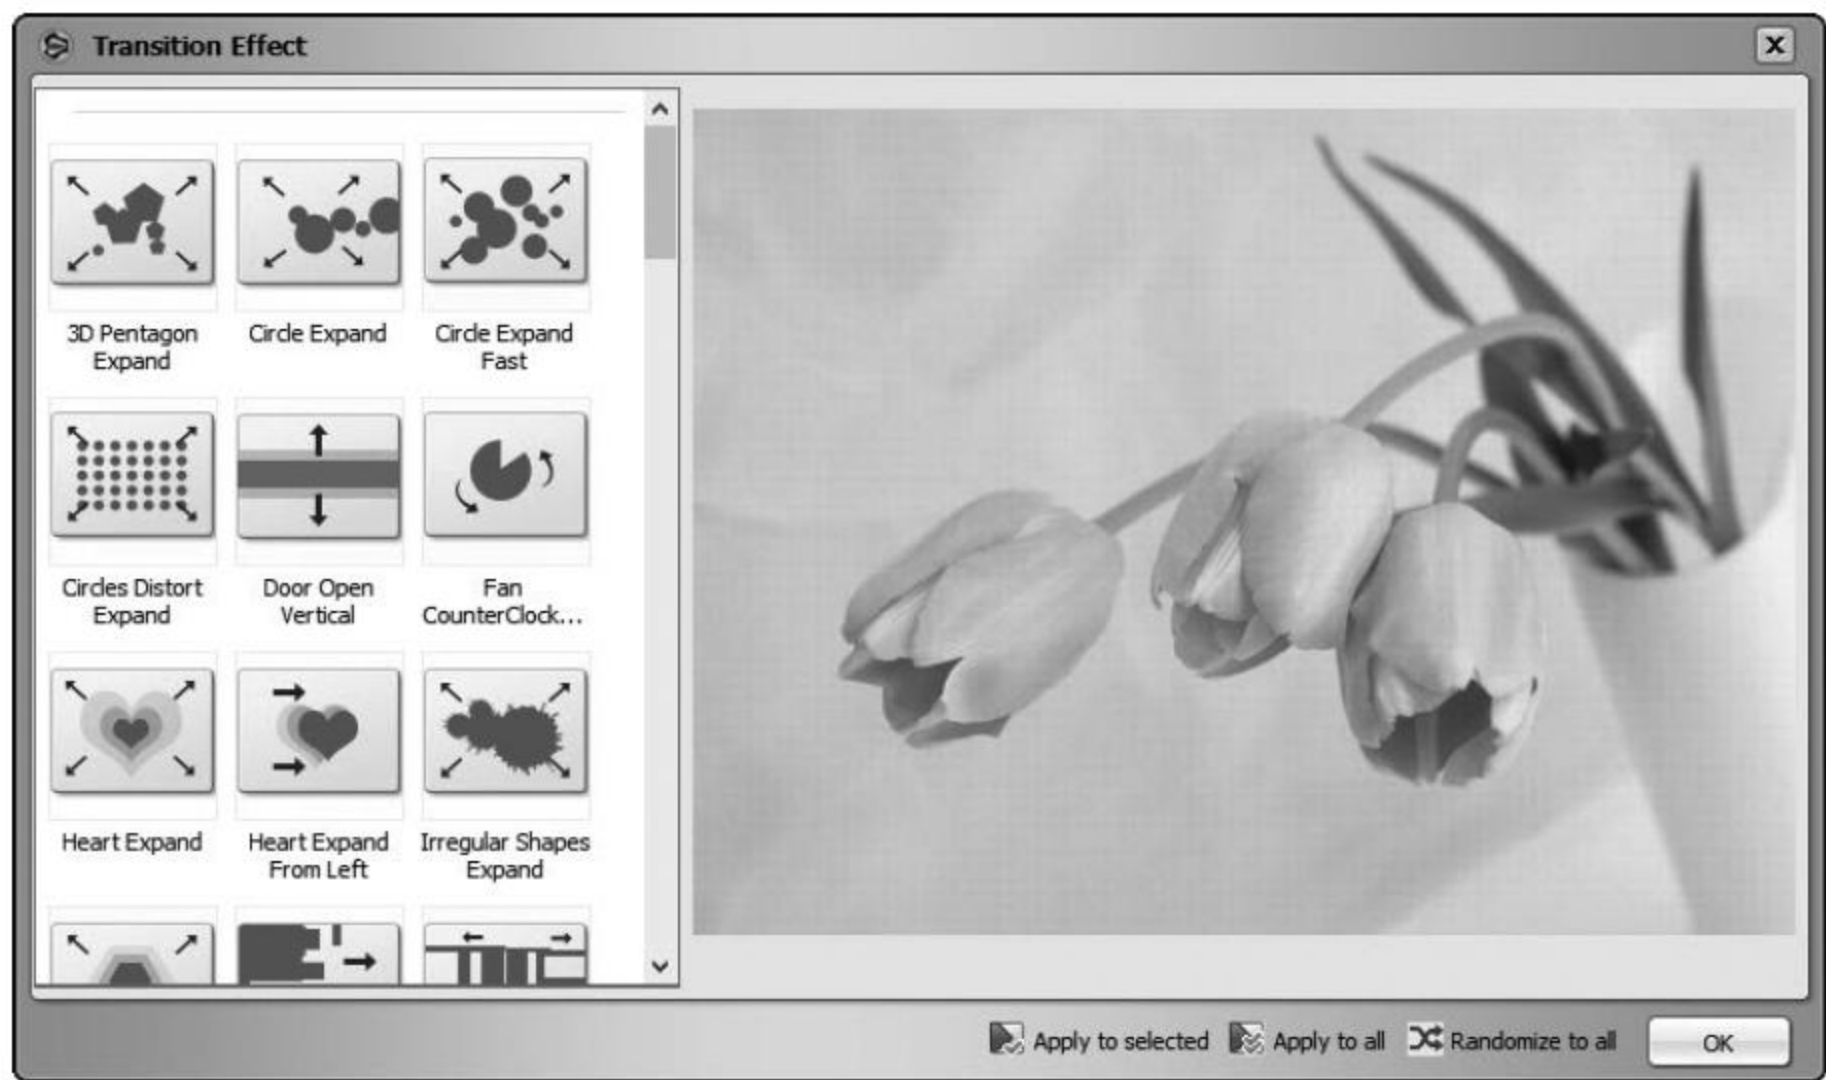 Transition Effect
3D Pentagon
Expand
Circle Expand
Circle Expand
Fast
Circles Distort
Expand
Door Open
Vertical
Fan
CounterClock...
Heart Expand
Heart Expand
From Left
Irregular Shapes
Expand
Apply to selected
Apply to all
Randomize to all
OK